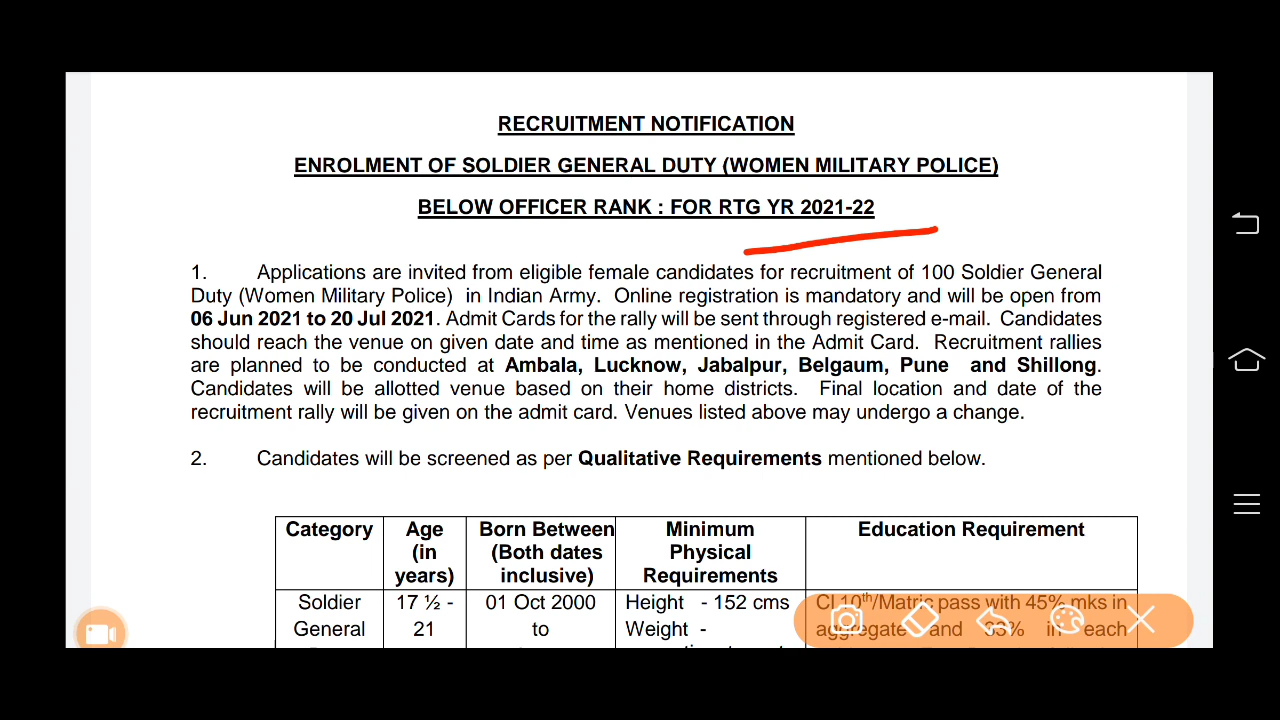 RECRUITMENT NOTIFICATION
ENROLMENT OF SOLDIER GENERAL DUTY (WOMEN MILITARY POLICE)
BELOW OFFICER RANK : FOR RTG YR 2021-22
1. Applications are invited from eligible female candidates for recruitment of 100 Soldier General
Duty (Women Military Police) in Indian Army. Online registration is mandatory and will be open from
06 Jun 2021 to 20 Jul 2021. Admit Cards for the rally will be sent through registered e-mail. Candidates
should reach the venue on given date and time as mentioned in the Admit Card. Recruitment rallies
are planned to be conducted at Ambala, Lucknow, Jabalpur, Belgaum, Pune and Shillong.
Candidates will be allotted venue based on their home districts. Final location and date of the
recruitment rally will be given on the admit card. Venues listed above may undergo a change.
2. Candidates will be screened as per Qualitative Requirements mentioned below.
Category Age Born Between Minimum Education Requirement
(in (Both dates Physical
years) inclusive) Requirements
Soldier 17 ½ - 01 Oct 2000 Height - 152 cms Cl 10th/Matric pass with 45% mks in
General 21 to Weight - aggregate and 33% in each